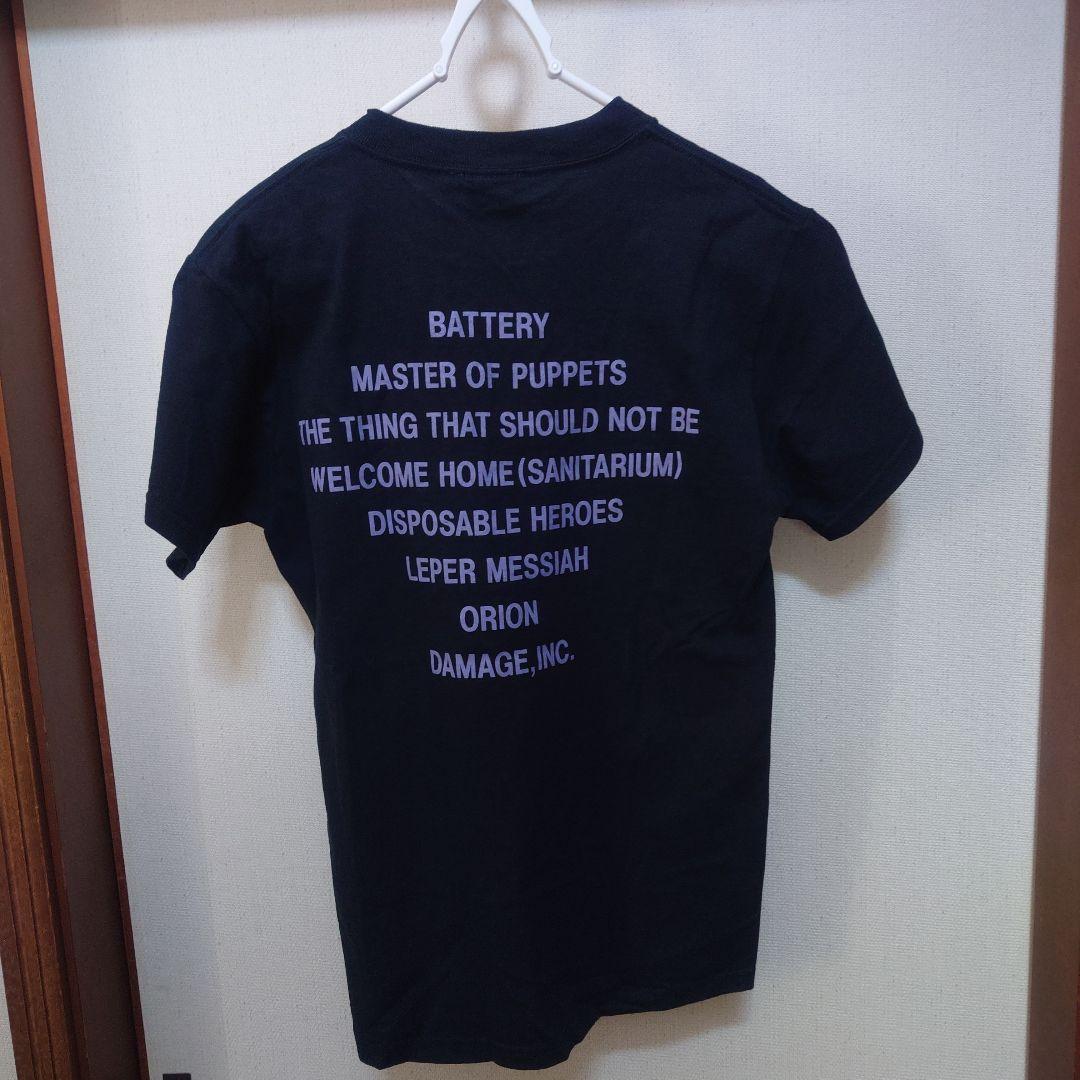 BATTERY
MASTER OF PUPPETS
THE THING THAT SHOULD NOT BE
WELCOME HOME(SANITARIUM)
DISPOSABLE HEROES
LEPER MESSIAH
ORION
DAMAGE,INC.